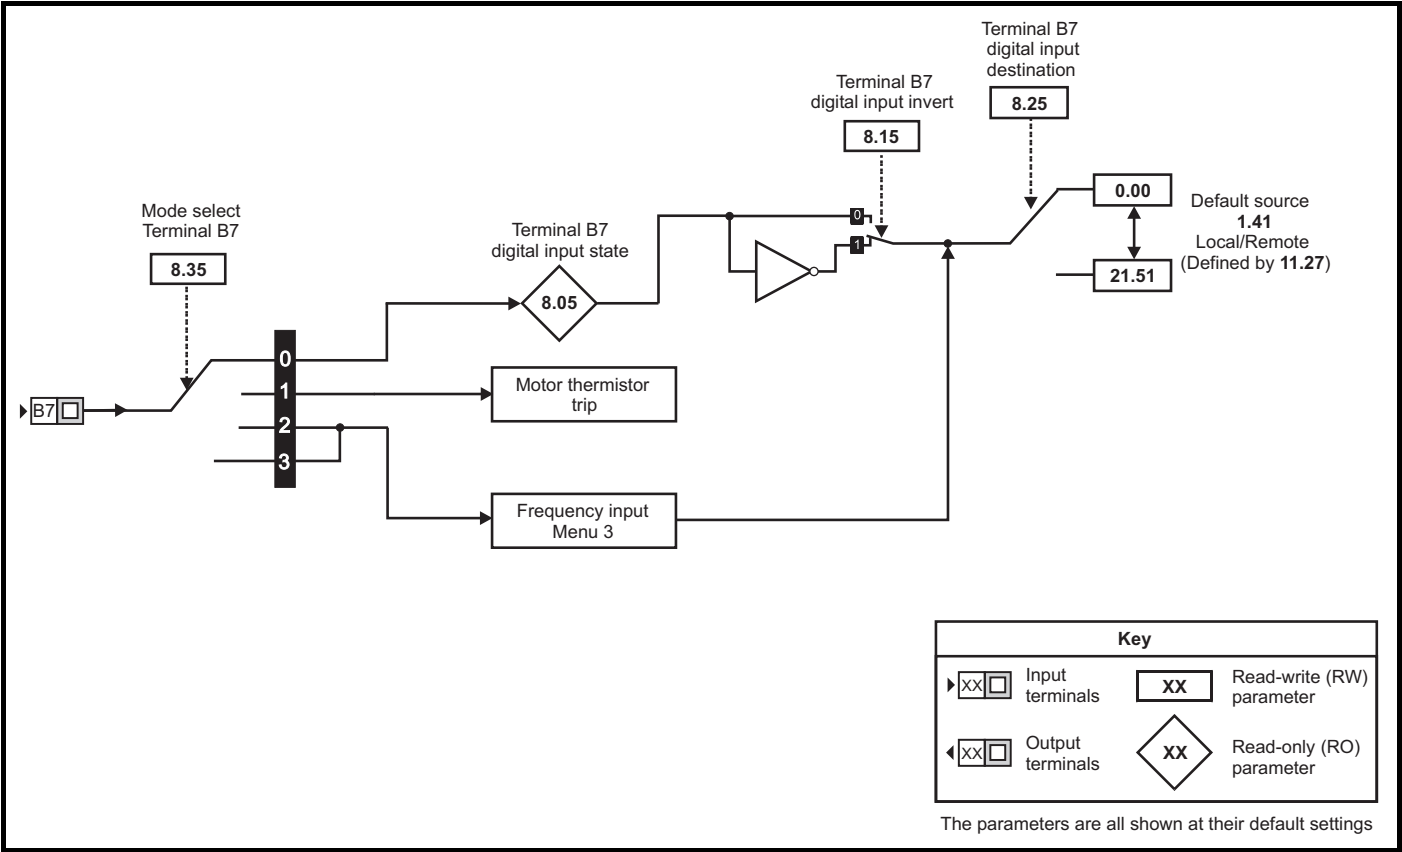 Terminal B7
digital input
destination
8.25
Terminal B7
digital input invert
8.15
0
1
0.00
21.51
Default source
1.41
Local/Remote
(Defined by 11.27)
Mode select
Terminal B7
8.35
Terminal B7
digital input state
8.05
B7
0
1
2
3
Motor thermistor
trip
Frequency input
Menu 3
Key
XX
Input
terminals
XX
Read-write (RW)
parameter
XX
Output
terminals
XX
Read-only (RO)
parameter
The parameters are all shown at their default settings